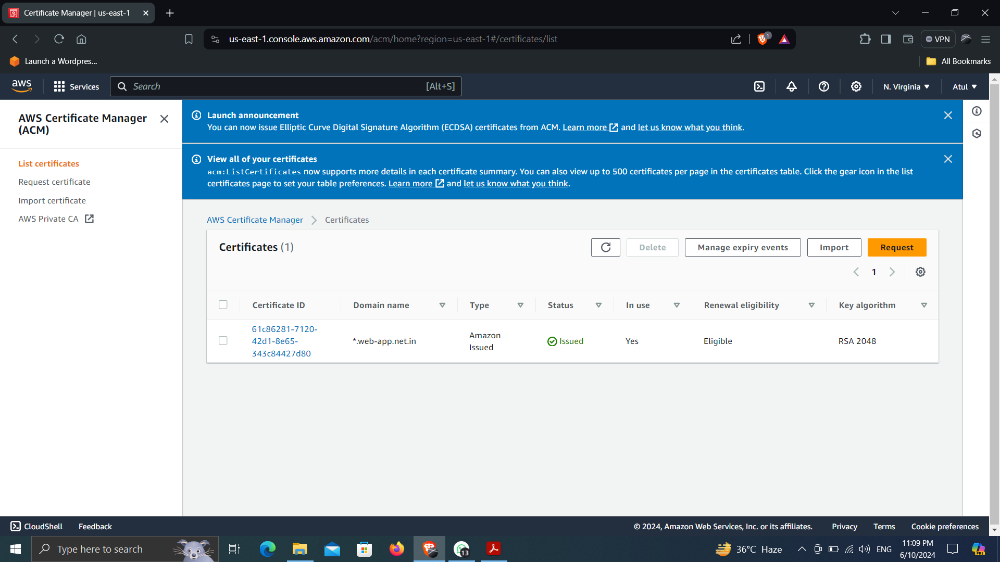 Certificate Manager | us-east-1
us-east-1.console.aws.amazon.com/acm/home?region=us-east-1#/certificates/list
1
VPN
Launch a Wordpres...
All Bookmarks
aws
Services
Search
[Alt+S]
N. Virginia
Atul
AWS Certificate Manager
(ACM)
List certificates
Request certificate
Import certificate
AWS Private CA
Launch announcement
You can now issue Elliptic Curve Digital Signature Algorithm (ECDSA) certificates from ACM. Learn more and let us know what you think.
View all of your certificates
acm:ListCertificates now supports more details in each certificate summary. You can also view up to 500 certificates per page in the certificates table. Click the gear icon in the list
certificates page to set your table preferences. Learn more and let us know what you think.
AWS Certificate Manager
Certificates
Certificates (1)
Delete
Manage expiry events
Import
Request
1
Certificate ID
Domain name
Type
Status
In use
Renewal eligibility
Key algorithm
61c86281-7120-
42d1-8e65-
343c84427d80
*.web-app.net.in
Amazon
Issued
Issued
Yes
Eligible
RSA 2048
CloudShell
Feedback
© 2024, Amazon Web Services, Inc. or its affiliates.
Privacy
Terms
Cookie preferences
Type here to search
13
36°C Haze
ENG
11:09 PM
6/10/2024
PRE